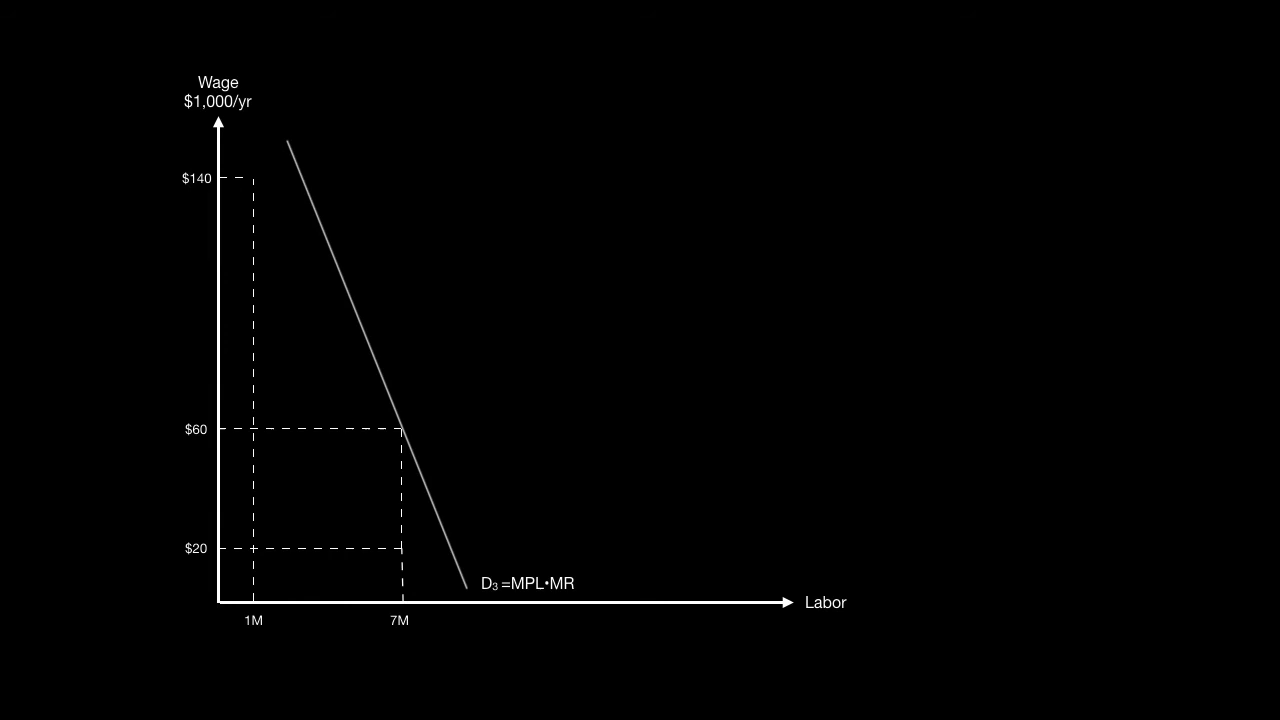 Wage
$1,000/yr
$140
$60
$20
D₃ =MPL•MR
Labor
1M
7M